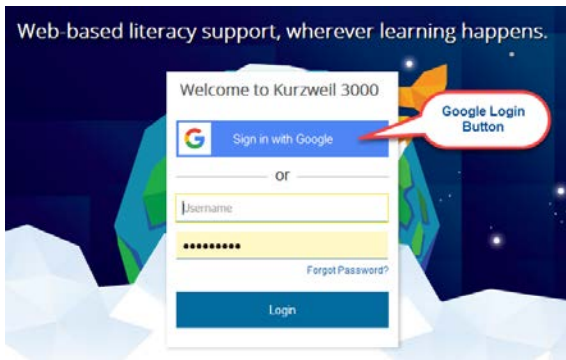 Web-based literacy support, wherever learning happens.
Welcome to Kurzweil 3000
Google Login
Button
Sign in with Google
or
Username
•••••••••
Forgot Password?
Login